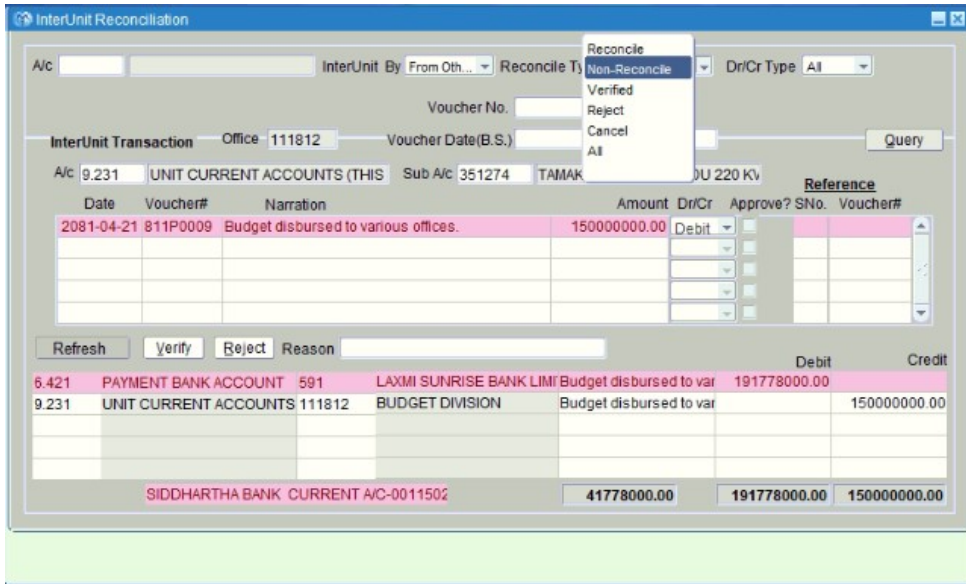 InterUnit Reconciliation
A/c InterUnit By From Oth... Reconcile Ty Dr/Cr Type All
Reconcile
Non-Reconcile
Verified
Reject
Cancel
All
Voucher No.
InterUnit Transaction Office 111812 Voucher Date(B.S.) Query
A/c 9.231 UNIT CURRENT ACCOUNTS (THIS Sub A/c 351274 TAMAK DU 220 KV
Reference
Date Voucher# Narration Amount Dr/Cr Approve? SNo. Voucher#
2081-04-21 811P0009 Budget disbursed to various offices. 150000000.00 Debit
Refresh Verify Reject Reason
Debit Credit
6.421 PAYMENT BANK ACCOUNT 591 LAXMI SUNRISE BANK LIMI Budget disbursed to var 191778000.00
9.231 UNIT CURRENT ACCOUNTS 111812 BUDGET DIVISION Budget disbursed to var 150000000.00
SIDDHARTHA BANK CURRENT A/C-0011502 41778000.00 191778000.00 150000000.00